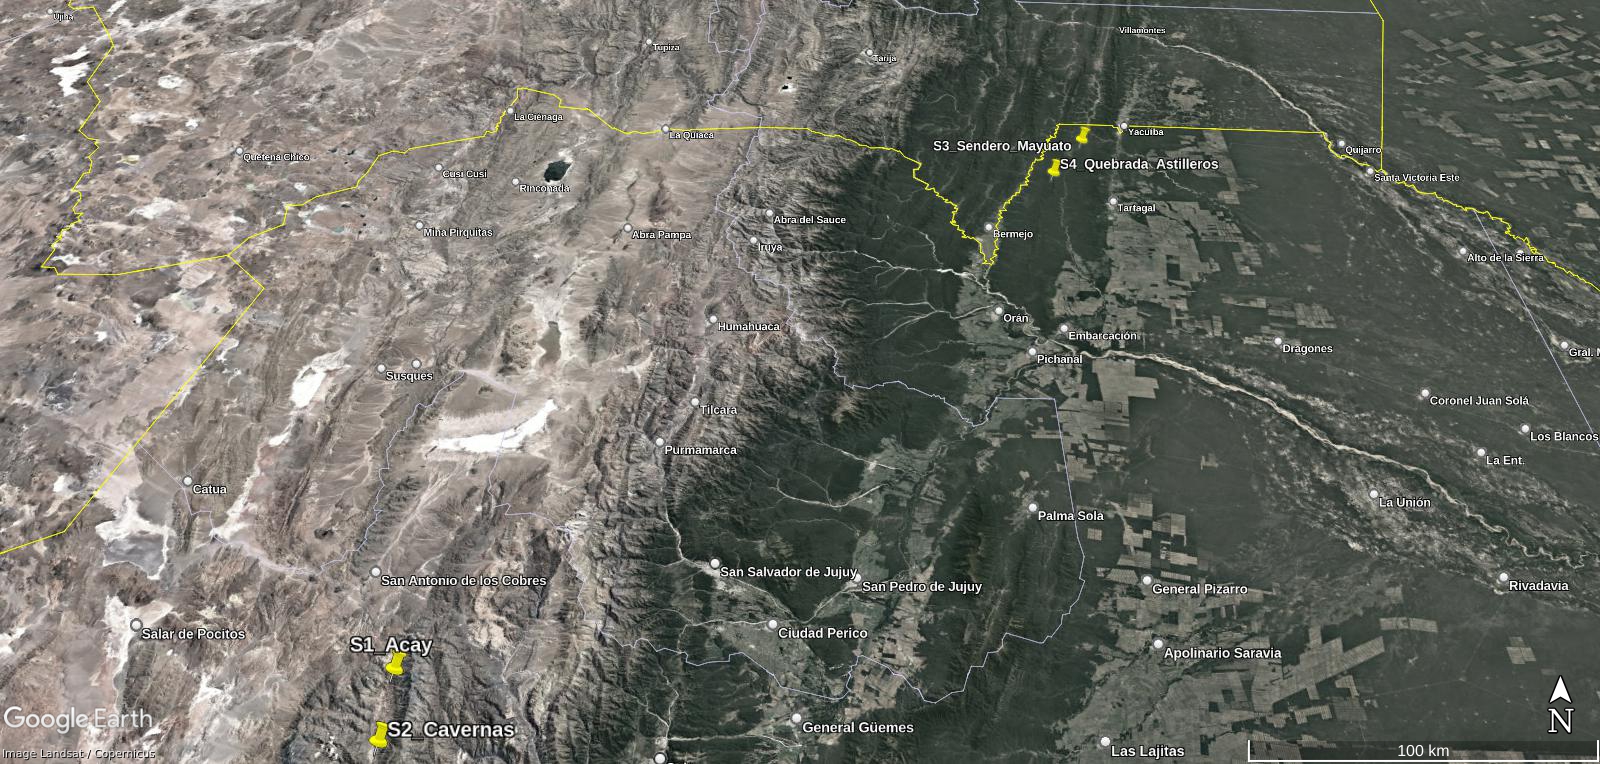 Ujina
Tupiza
Tarija
Villamontes
La Ciénaga
La Quiaca
Yacuiba
S3_Sendero_Mayuato
Quijarro
Quetena Chico
S4_Quebrada_Astilleros
Cusi Cusi
Rinconada
Santa Victoria Este
Tartagal
Abra del Sauce
Mina Pirquitas
Abra Pampa
Iruya
Bermejo
Alto de la Sierra
Orán
Humahuaca
Embarcación
Dragones
Gral.
Pichanal
Susques
Tilcara
Coronel Juan Solá
Los Blancos
Purmamarca
La Ent.
Catua
La Unión
Palma Sola
San Salvador de Jujuy
San Antonio de los Cobres
San Pedro de Jujuy
General Pizarro
Rivadavia
Salar de Pocitos
Ciudad Perico
S1_Acay
Apolinario Saravia
Google Earth
N
S2_Cavernas
General Güemes
Image Landsat / Copernicus
Las Lajitas
100 km